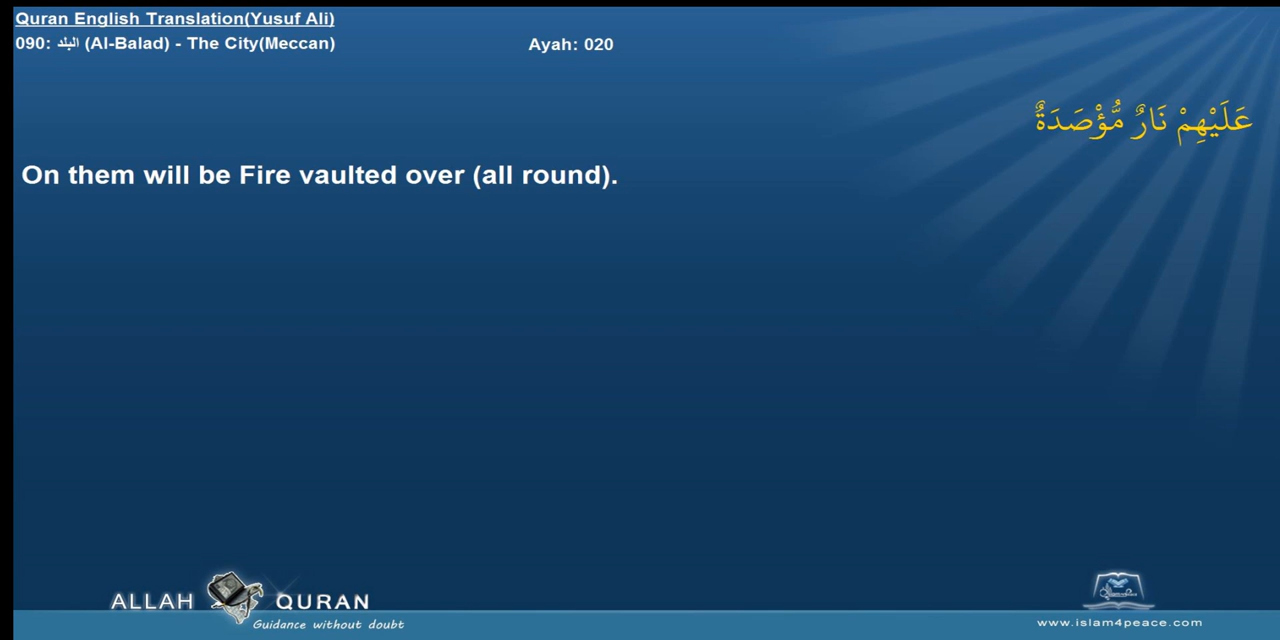 Quran English Translation(Yusuf Ali)
090: البلد (Al-Balad) - The City(Meccan)
Ayah: 020
عَلَيْهِمْ نَارٌ مُّؤْصَدَةٌ
On them will be Fire vaulted over (all round).
ALLAH QURAN
Guidance without doubt
www.islam4peace.com